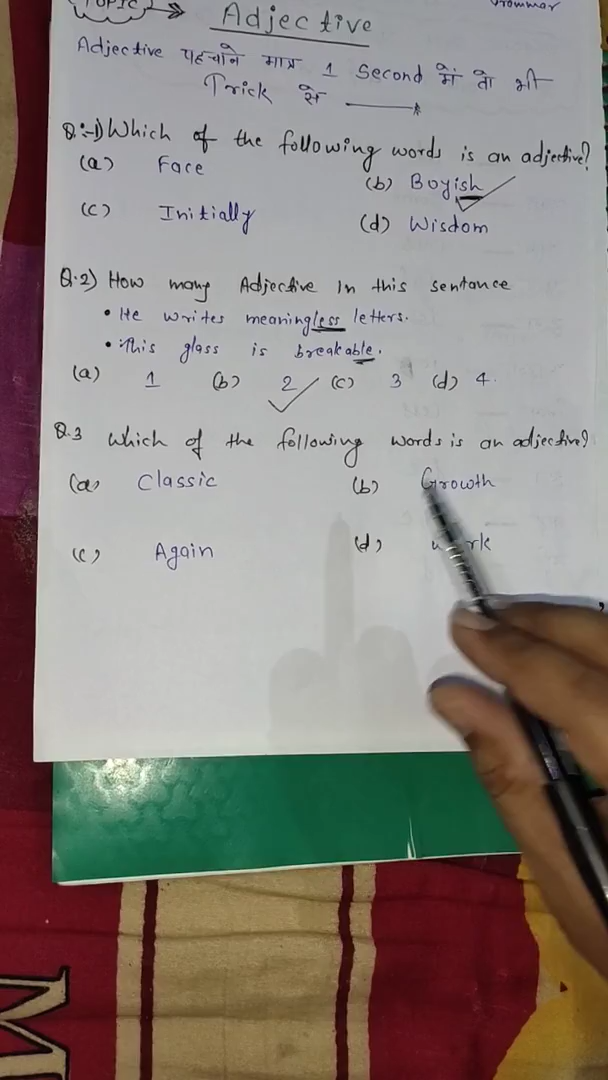 TOPIC Grammar
Adjective
Adjective पहचाने मात्र 1 Second में वो भी
Trick से
Q:-1) Which of the following words is an adjective?
(a) Face
(b) Boyish
(c) Initially
(d) Wisdom
Q.2) How many Adjective in this sentence
• He writes meaningless letters.
• This glass is breakable.
(a) 1 (b) 2 (c) 3 (d) 4.
Q.3 Which of the following words is an adjective?
(a) Classic (b) Growth
(c) Again (d)
M